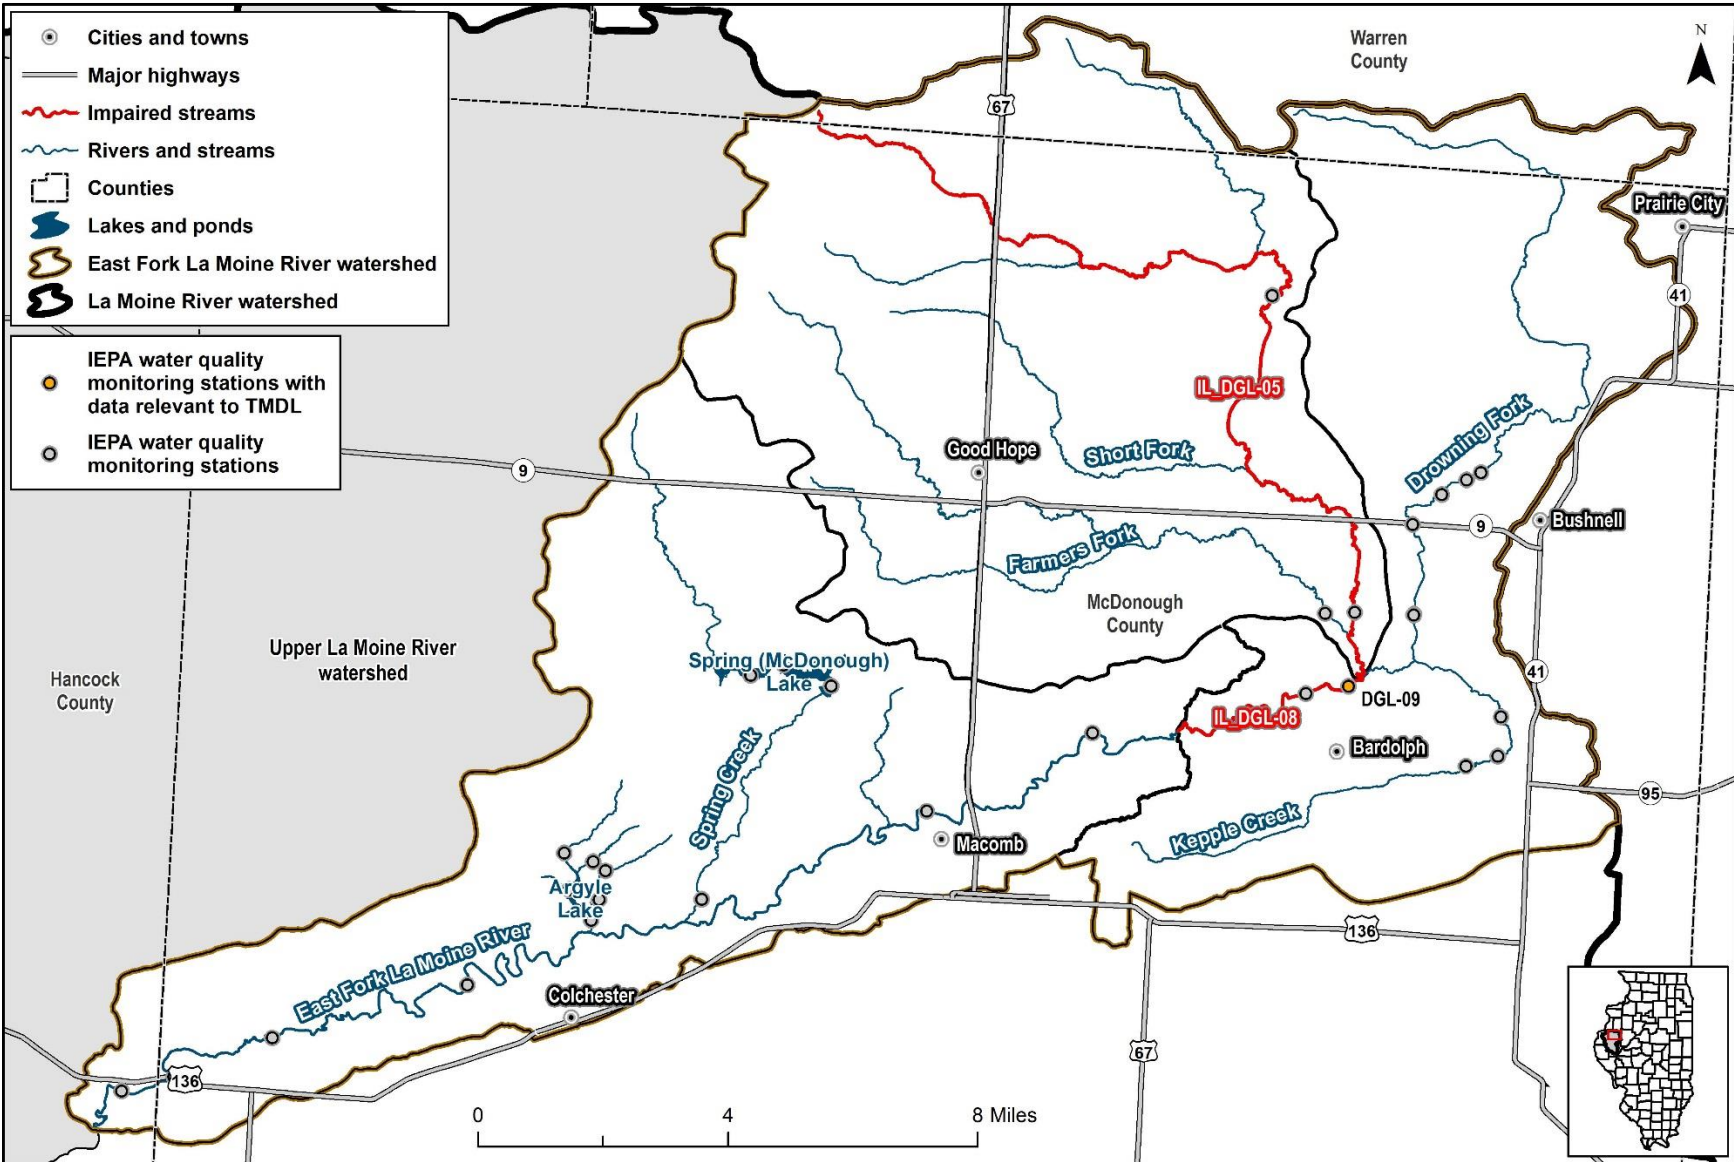 Cities and towns
Major highways
Impaired streams
Rivers and streams
Counties
Lakes and ponds
East Fork La Moine River watershed
La Moine River watershed
IEPA water quality
monitoring stations with
data relevant to TMDL
IEPA water quality
monitoring stations
Warren
County
N
67
Prairie City
41
IL_DGL-05
Drowning Fork
Short Fork
Good Hope
9
9
Bushnell
Farmers Fork
McDonough
County
Upper La Moine River
watershed
Hancock
County
Spring (McDonough)
Lake
41
DGL-09
IL_DGL-08
Bardolph
Spring Creek
95
Kepple Creek
Macomb
Argyle
Lake
136
East Fork La Moine River
Colchester
67
136
0
4
8 Miles